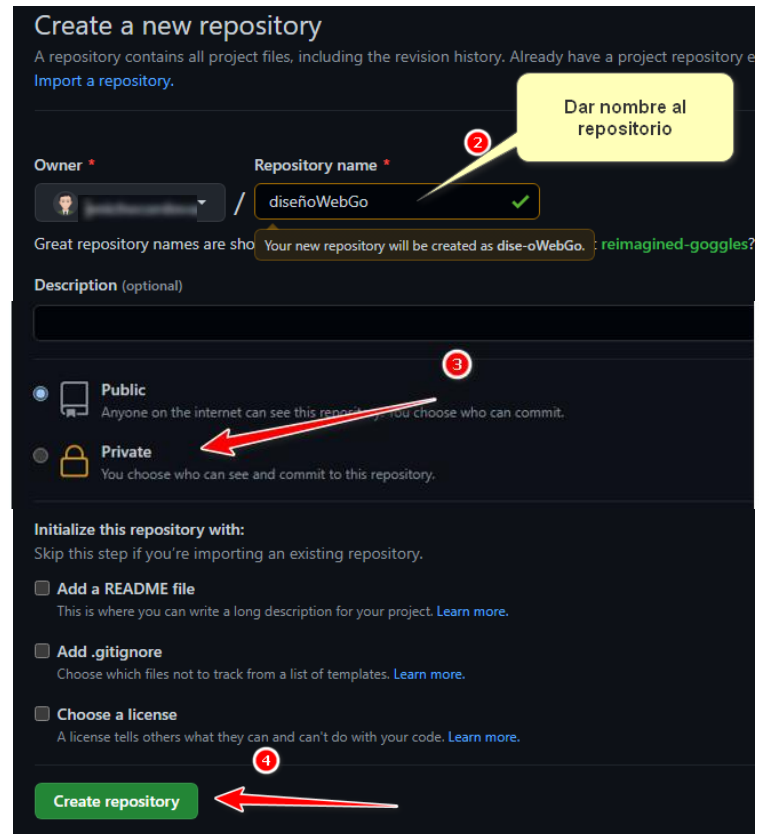 Create a new repository
A repository contains all project files, including the revision history. Already have a project repository e
Import a repository.
Dar nombre al
repositorio
2
Owner *
Repository name *
/
diseñoWebGo
Great repository names are sho
Your new repository will be created as dise-oWebGo.
reimagined-goggles?
Description (optional)
3
Public
Anyone on the internet can see this repository. You choose who can commit.
Private
You choose who can see and commit to this repository.
Initialize this repository with:
Skip this step if you're importing an existing repository.
Add a README file
This is where you can write a long description for your project. Learn more.
Add .gitignore
Choose which files not to track from a list of templates. Learn more.
Choose a license
A license tells others what they can and can't do with your code. Learn more.
4
Create repository